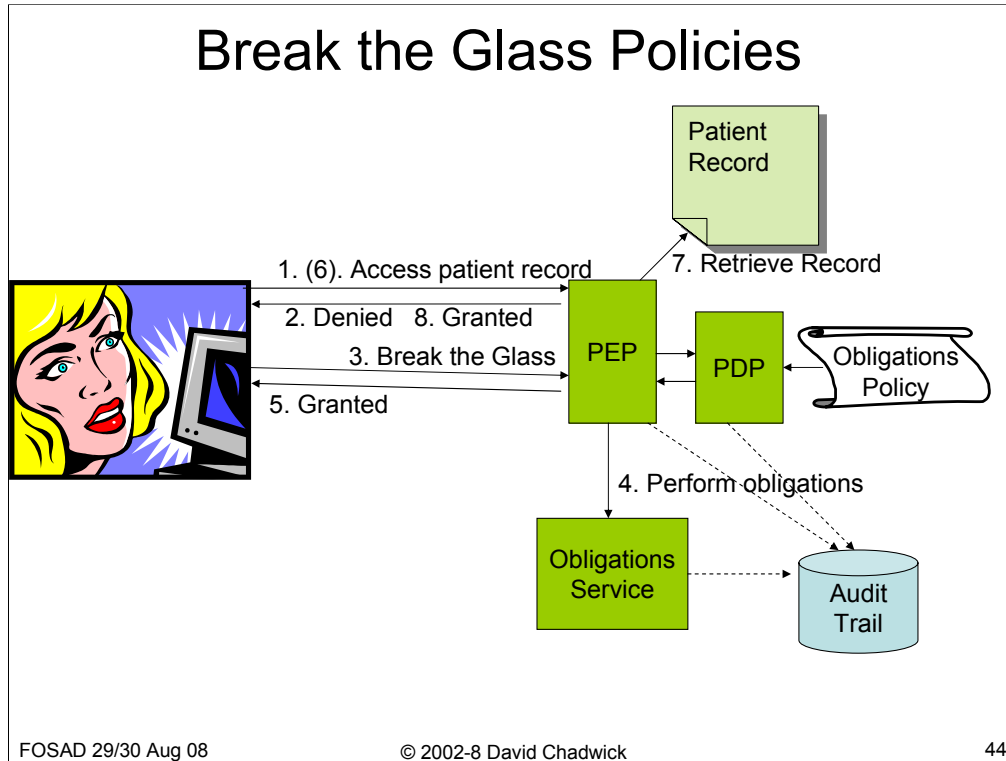 Break the Glass Policies
Patient
Record
1. (6). Access patient record
7. Retrieve Record
2. Denied 8. Granted
3. Break the Glass
PEP
PDP
Obligations
Policy
5. Granted
4. Perform obligations
Obligations
Service
Audit
Trail
FOSAD 29/30 Aug 08
© 2002-8 David Chadwick
44